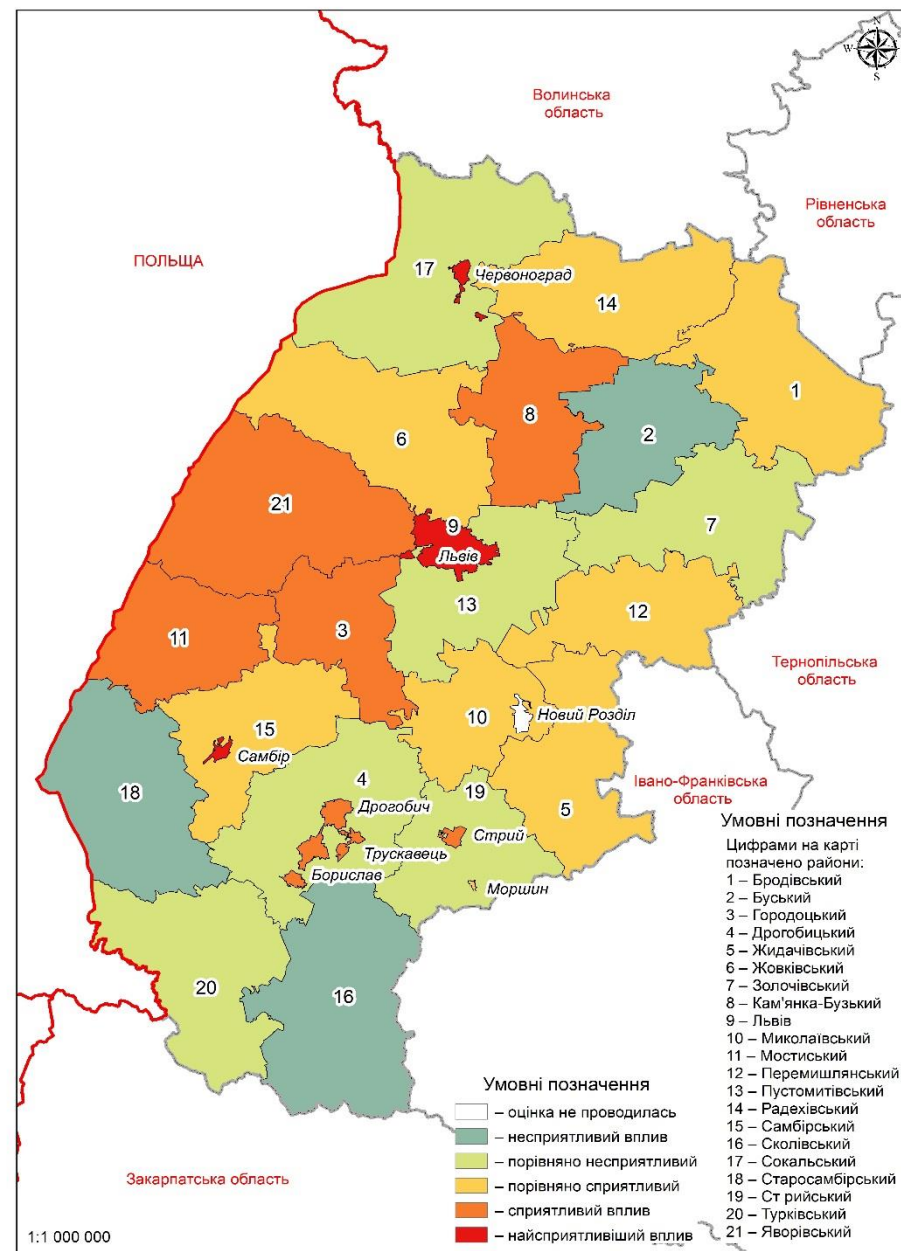 N
W
E
S
Волинська
область
Рівненська
область
ПОЛЬЩА
17
Червоноград
14
1
8
2
6
21
9
Львів
7
13
12
3
11
Тернопільська
область
10
Новий Розділ
15
Самбір
4
19
18
Івано-Франківська
область
5
Дрогобич
Стрий
Трускавець
Борислав
Моршин
20
16
Закарпатська область
1:1 000 000
Умовні позначення
– оцінка не проводилась
– несприятливий вплив
– порівняно несприятливий
– порівняно сприятливий
– сприятливий вплив
– найсприятливіший вплив
Умовні позначення
Цифрами на карті
позначено райони:
1 – Бродівський
2 – Буський
3 – Городоцький
4 – Дрогобицький
5 – Жидачівський
6 – Жовківський
7 – Золочівський
8 – Кам'янка-Бузький
9 – Львів
10 – Миколаївський
11 – Мостиський
12 – Перемишлянський
13 – Пустомитівський
14 – Радехівський
15 – Самбірський
16 – Сколівський
17 – Сокальський
18 – Старосамбірський
19 – Ст рийський
20 – Турківський
21 – Яворівський